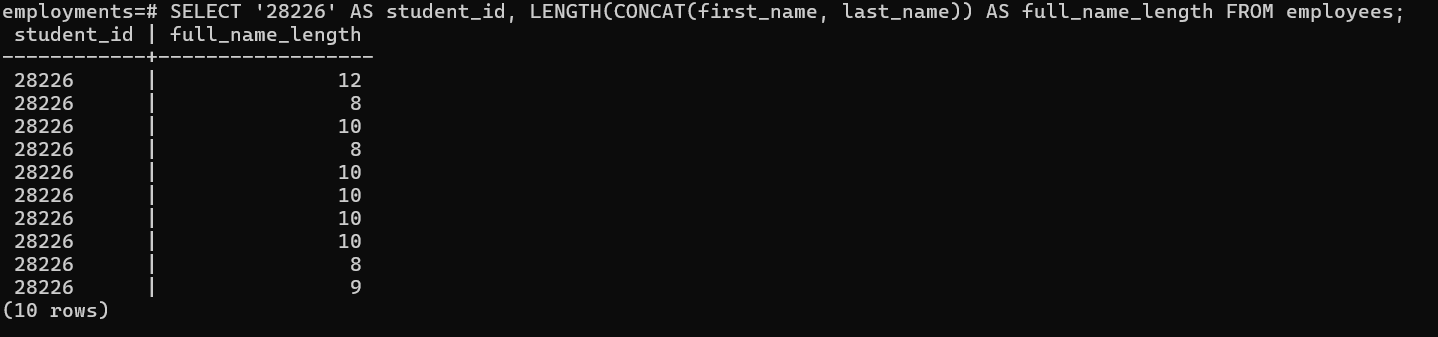 employments=# SELECT '28226' AS student_id, LENGTH(CONCAT(first_name, last_name)) AS full_name_length FROM employees;
 student_id | full_name_length
------------+------------------
 28226      |               12
 28226      |                8
 28226      |               10
 28226      |                8
 28226      |               10
 28226      |               10
 28226      |               10
 28226      |               10
 28226      |                8
 28226      |                9
(10 rows)